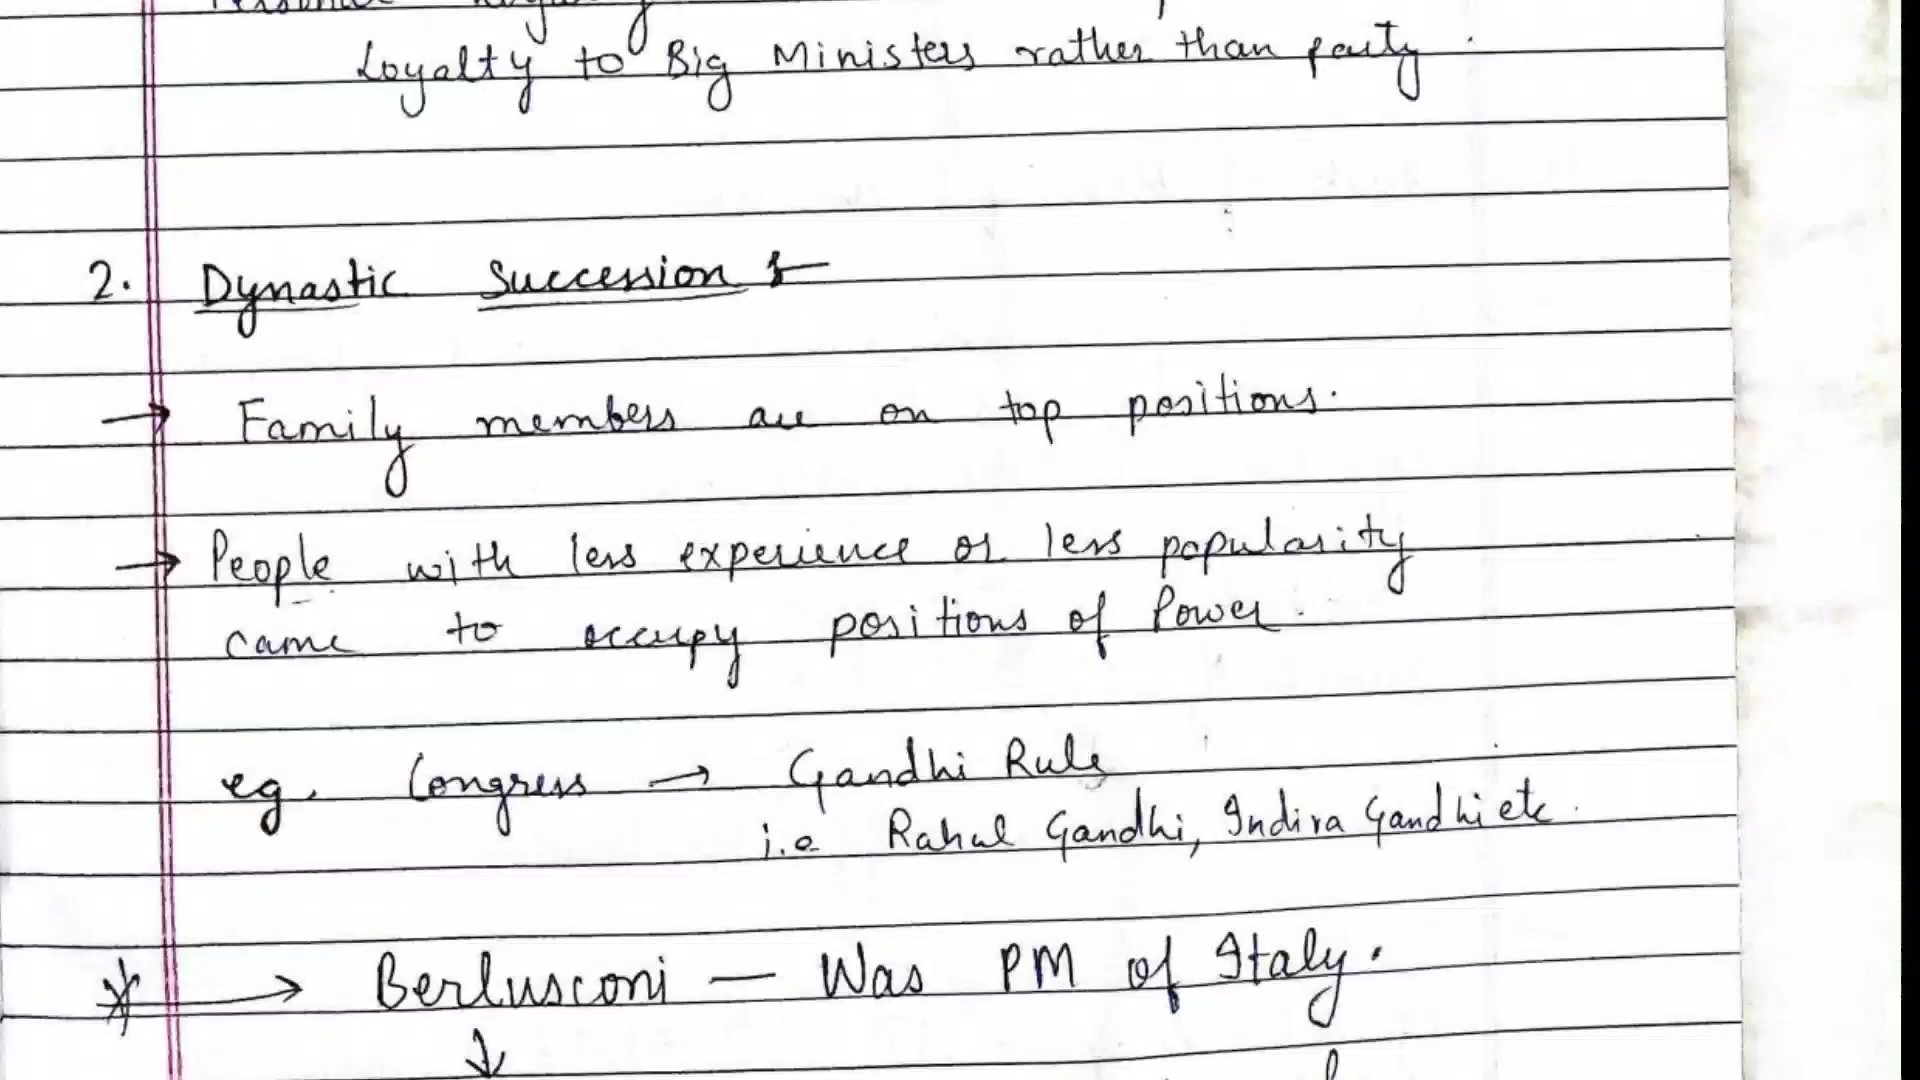 Loyalty to Big Ministers rather than party.
2. Dynastic Succession :-
→ Family members are on top positions.
→ People with less experience or less popularity
came to occupy positions of Power.
eg. Congress → Gandhi Rule
i.e Rahul Gandhi, Indira Gandhi etc.
* → Berlusconi — Was PM of Italy.
↓